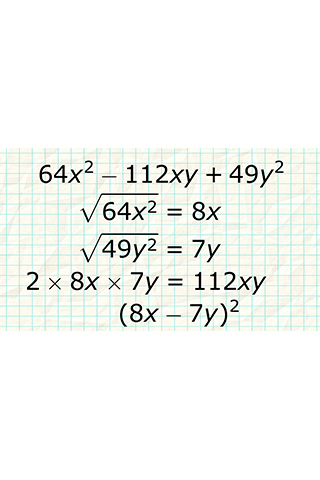 64x² – 112xy + 49y²
√64x² = 8x
√49y² = 7y
2 × 8x × 7y = 112xy
(8x – 7y)²